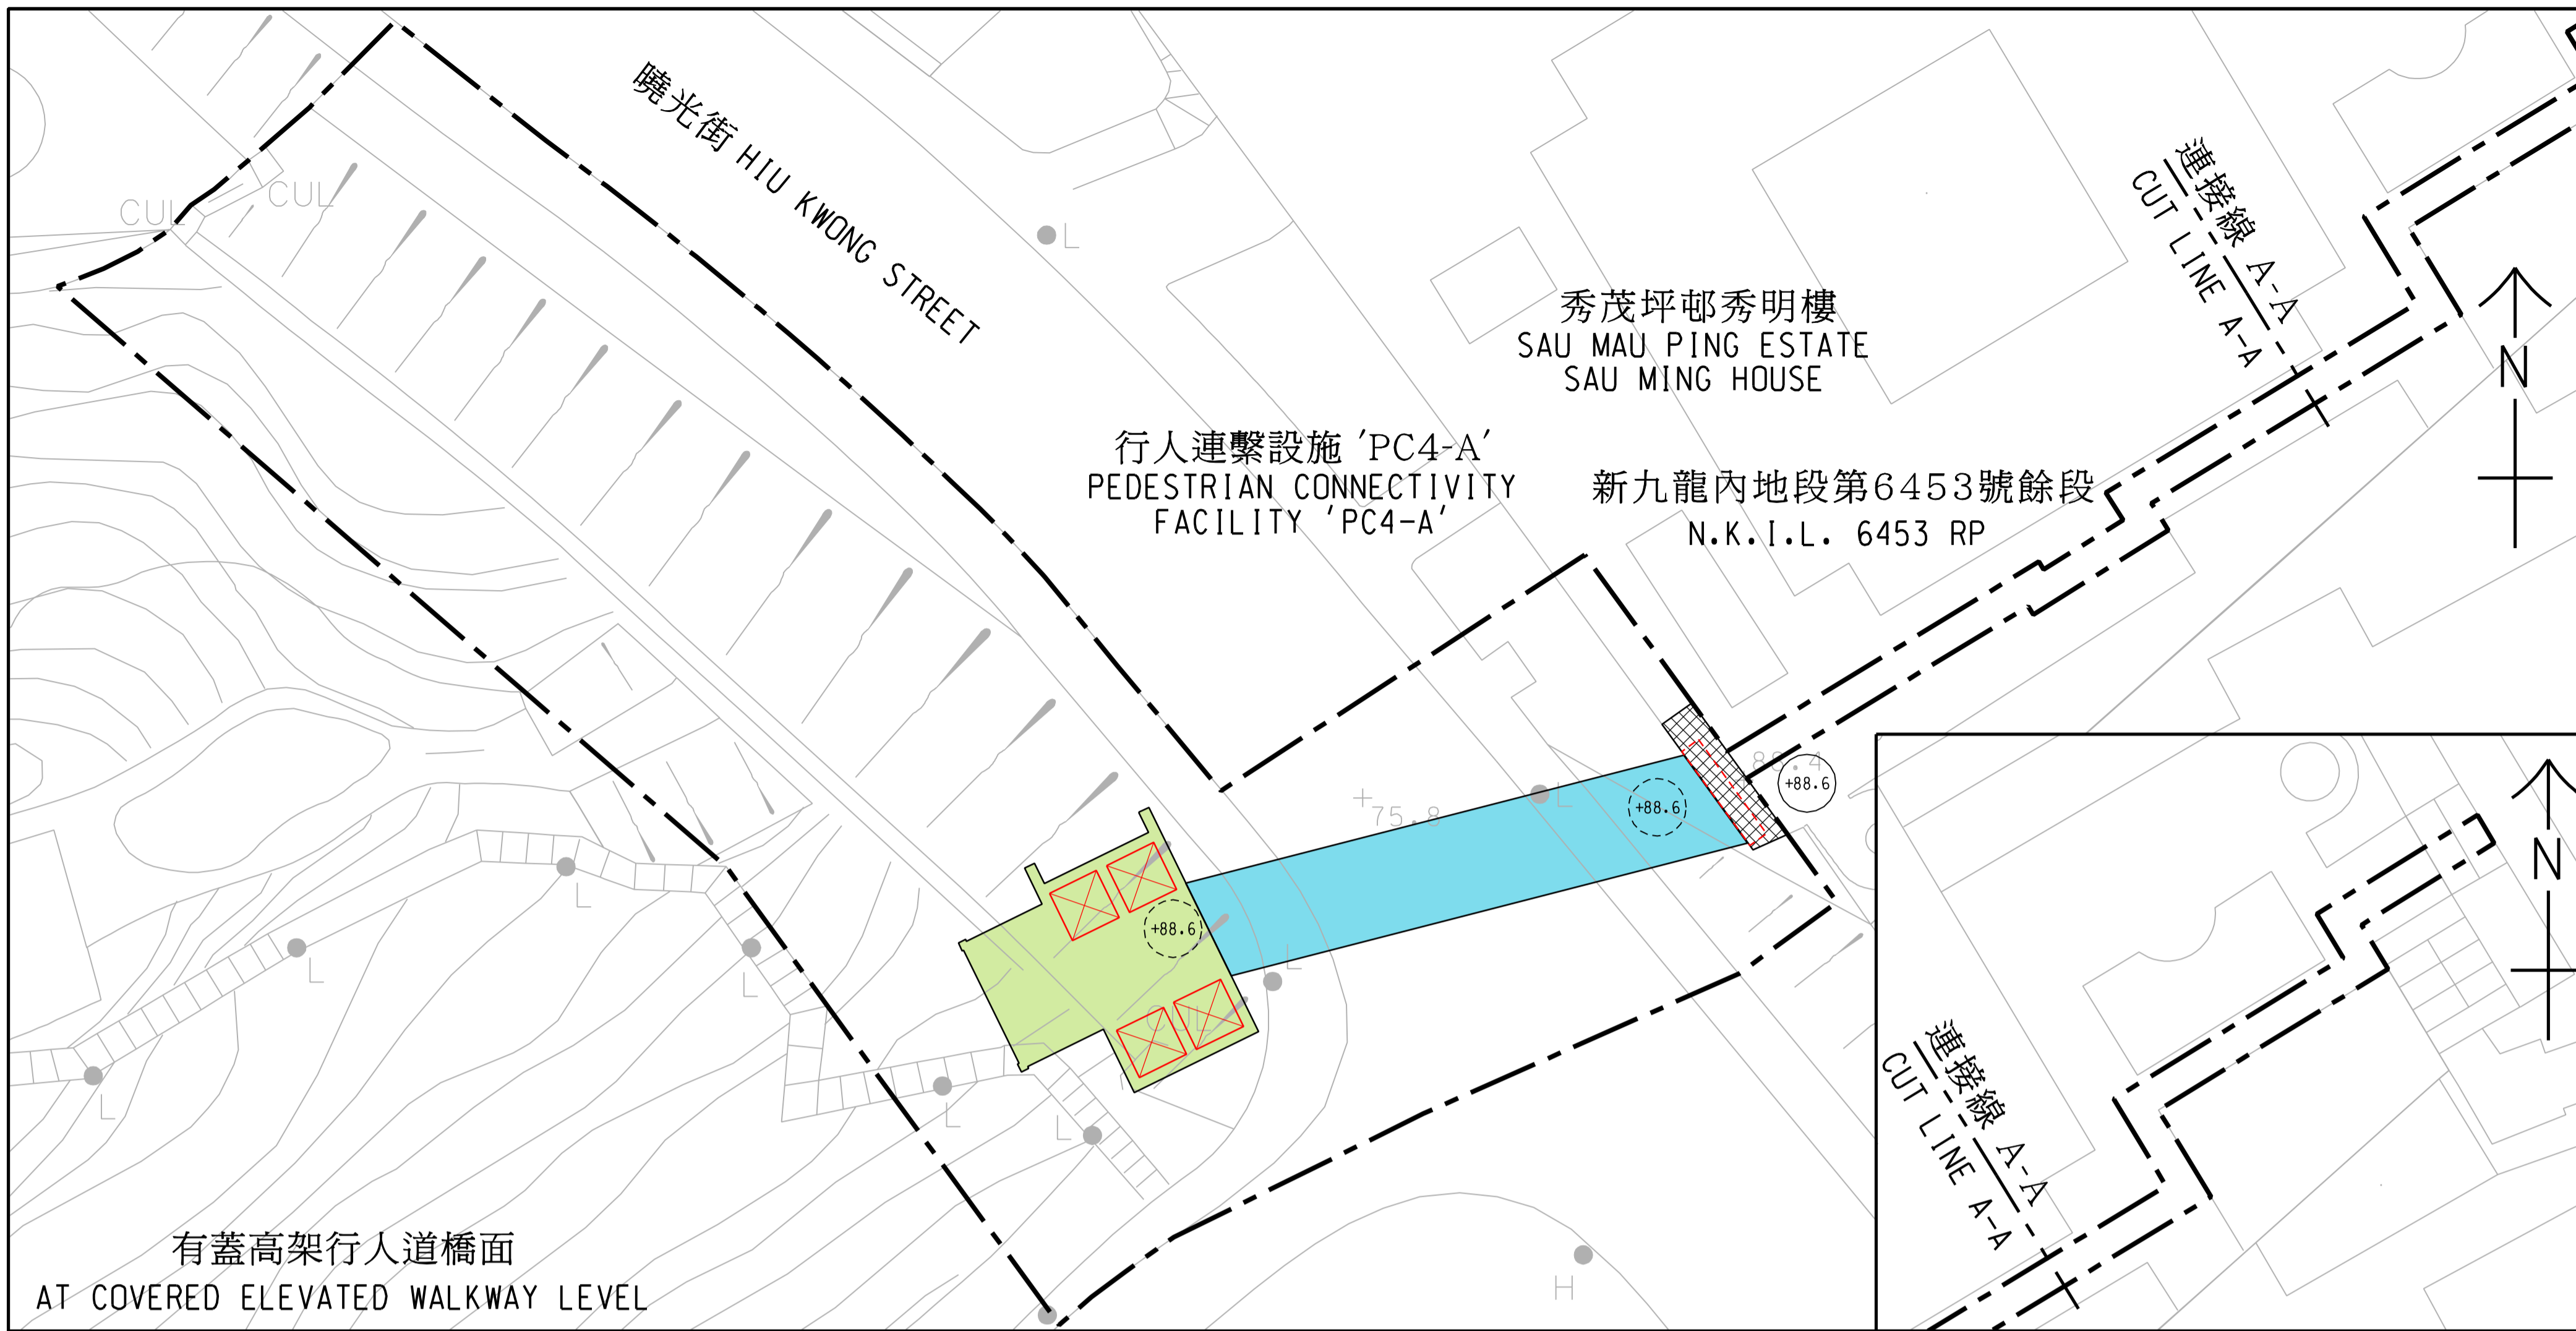 曉光街 HIU KWONG STREET
CUL
CUL
L
連接線 A-A
CUT LINE A-A
秀茂坪邨秀明樓
SAU MAU PING ESTATE
SAU MING HOUSE
N
行人連繫設施 'PC4-A'
PEDESTRIAN CONNECTIVITY
FACILITY 'PC4-A'
新九龍內地段第6453號餘段
N.K.I.L. 6453 RP
88.4
+88.6
+88.6
L
75.8
+88.6
L
CUL
L
L
L
L
L
L
H
N
連接線 A-A
CUT LINE A-A
有蓋高架行人道橋面
AT COVERED ELEVATED WALKWAY LEVEL